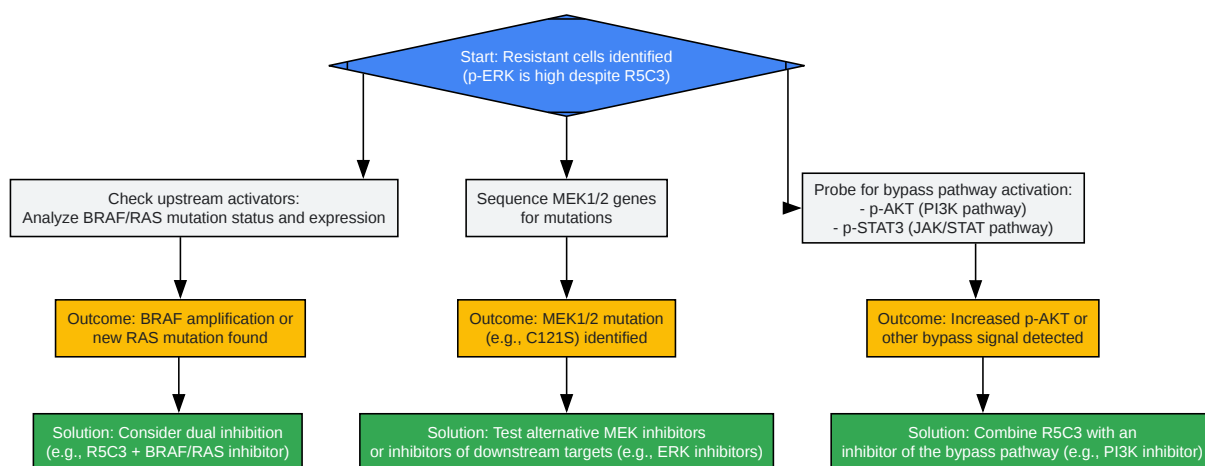 Start: Resistant cells identified
(p-ERK is high despite R5C3)
Check upstream activators:
Analyze BRAF/RAS mutation status and expression
Sequence MEK1/2 genes
for mutations
Probe for bypass pathway activation:
- p-AKT (PI3K pathway)
- p-STAT3 (JAK/STAT pathway)
Outcome: BRAF amplification or
new RAS mutation found
Outcome: MEK1/2 mutation
(e.g., C121S) identified
Outcome: Increased p-AKT or
other bypass signal detected
Solution: Consider dual inhibition
(e.g., R5C3 + BRAF/RAS inhibitor)
Solution: Test alternative MEK inhibitors
or inhibitors of downstream targets (e.g., ERK inhibitors)
Solution: Combine R5C3 with an
inhibitor of the bypass pathway (e.g., PI3K inhibitor)